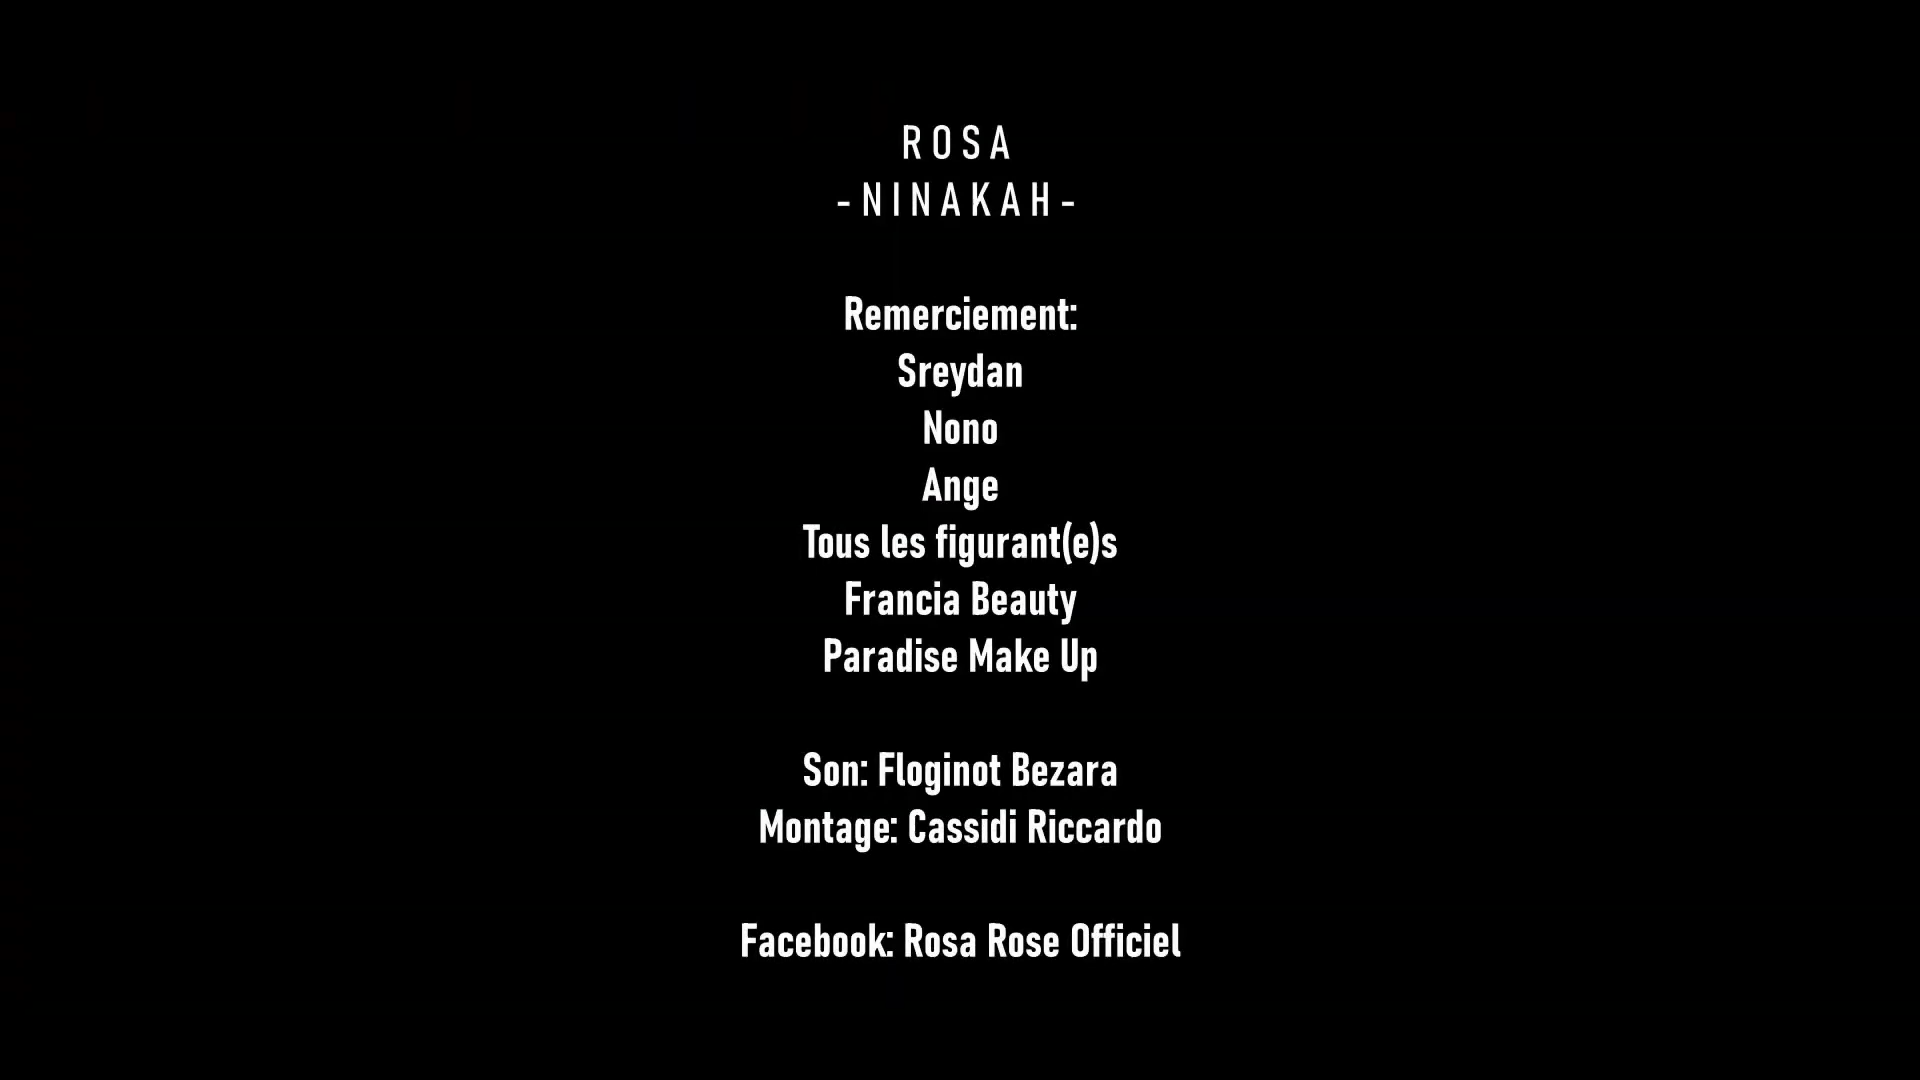 ROSA
-NINAKAH-
Remerciement:
Sreydan
Nono
Ange
Tous les figurant(e)s
Francia Beauty
Paradise Make Up
Son: Floginot Bezara
Montage: Cassidi Riccardo
Facebook: Rosa Rose Officiel